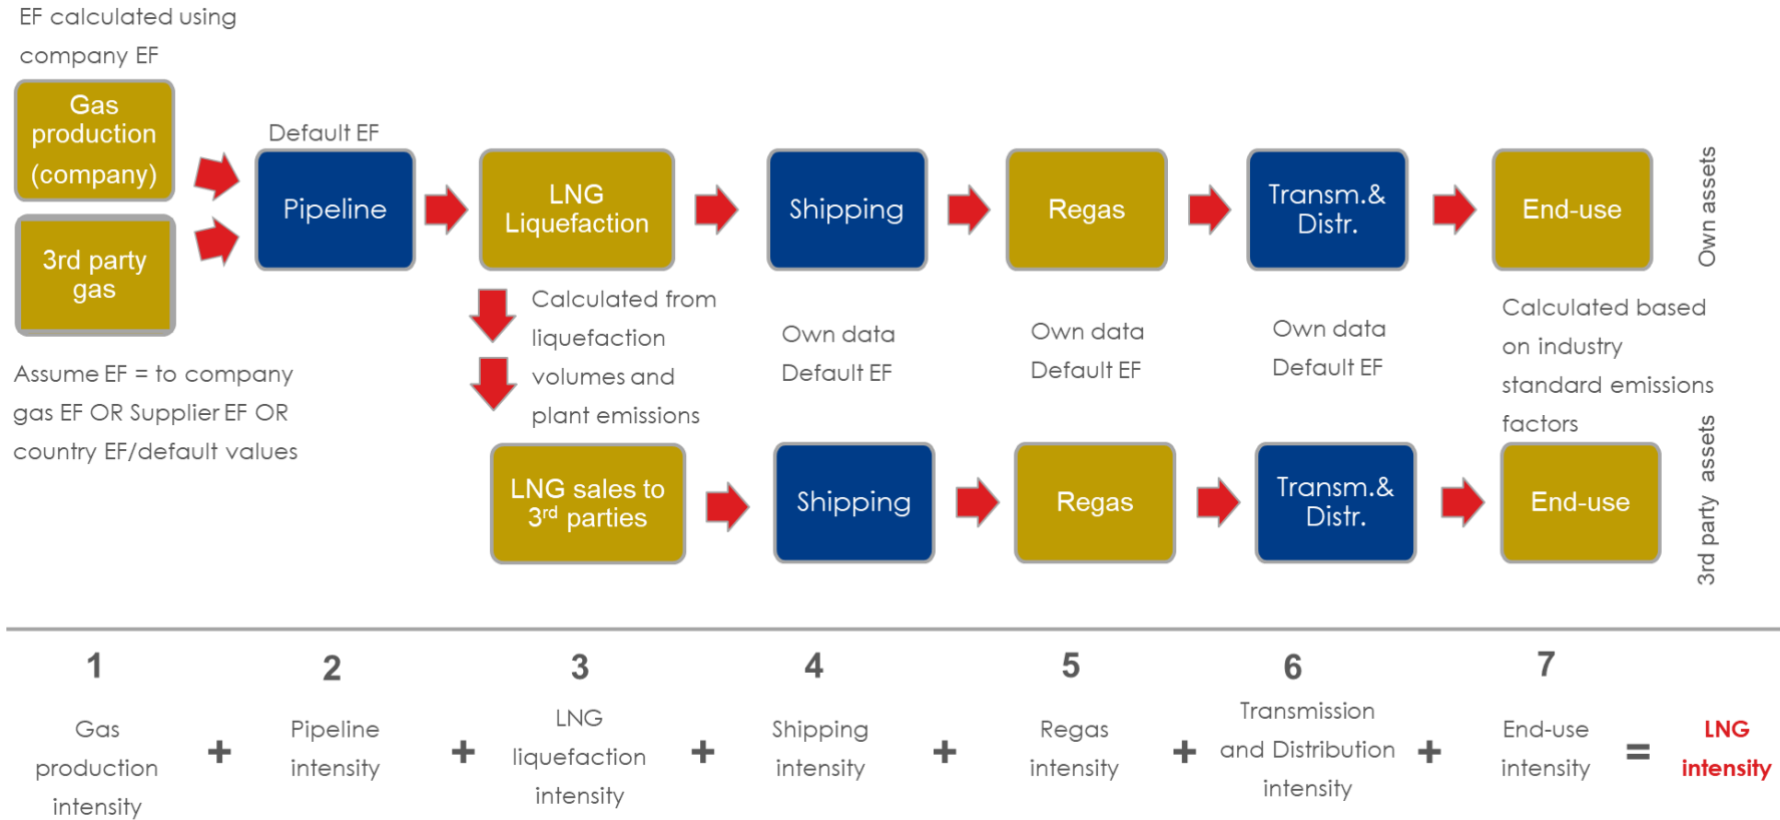 EF calculated using
company EF
Gas
production
(company)
Default EF
Pipeline
LNG
Liquefaction
Shipping
Regas
Transm.&
Distr.
End-use
Own assets
3rd party
gas
Assume EF = to company
gas EF OR Supplier EF OR
country EF/default values
Calculated from
liquefaction
volumes and
plant emissions
Own data
Default EF
Own data
Default EF
Own data
Default EF
Calculated based
on industry
standard emissions
factors
LNG sales to
3rd parties
Shipping
Regas
Transm.&
Distr.
End-use
3rd party assets
1
2
3
4
5
6
7
Gas
production
intensity
+
Pipeline
intensity
+
LNG
liquefaction
intensity
+
Shipping
intensity
+
Regas
intensity
+
Transmission
and Distribution
intensity
+
End-use
intensity
=
LNG
intensity